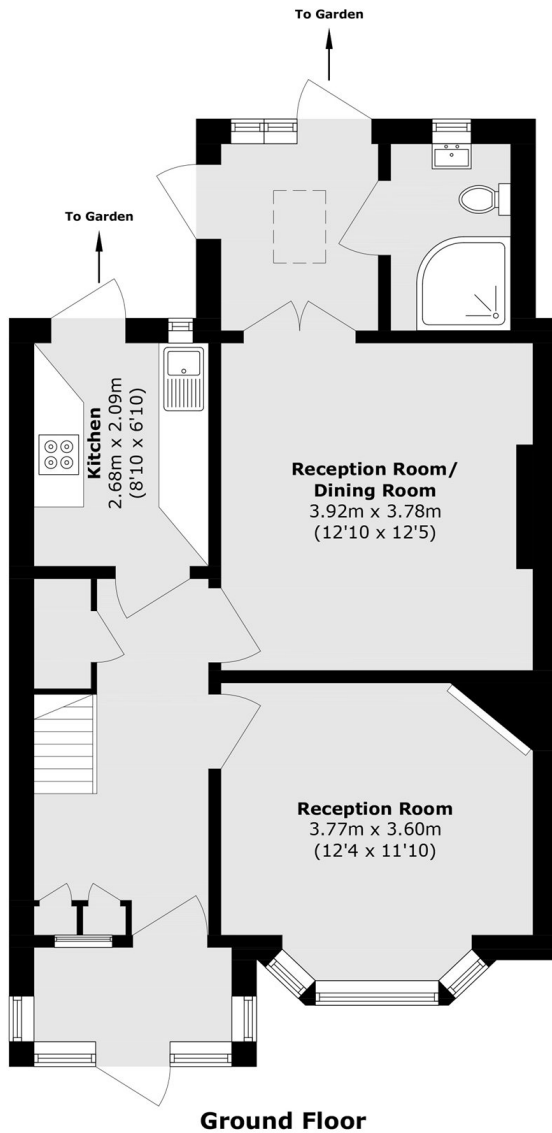 To Garden
To Garden
Kitchen
2.68m x 2.09m
(8'10 x 6'10)
Reception Room/
Dining Room
3.92m x 3.78m
(12'10 x 12'5)
Reception Room
3.77m x 3.60m
(12'4 x 11'10)
Ground Floor